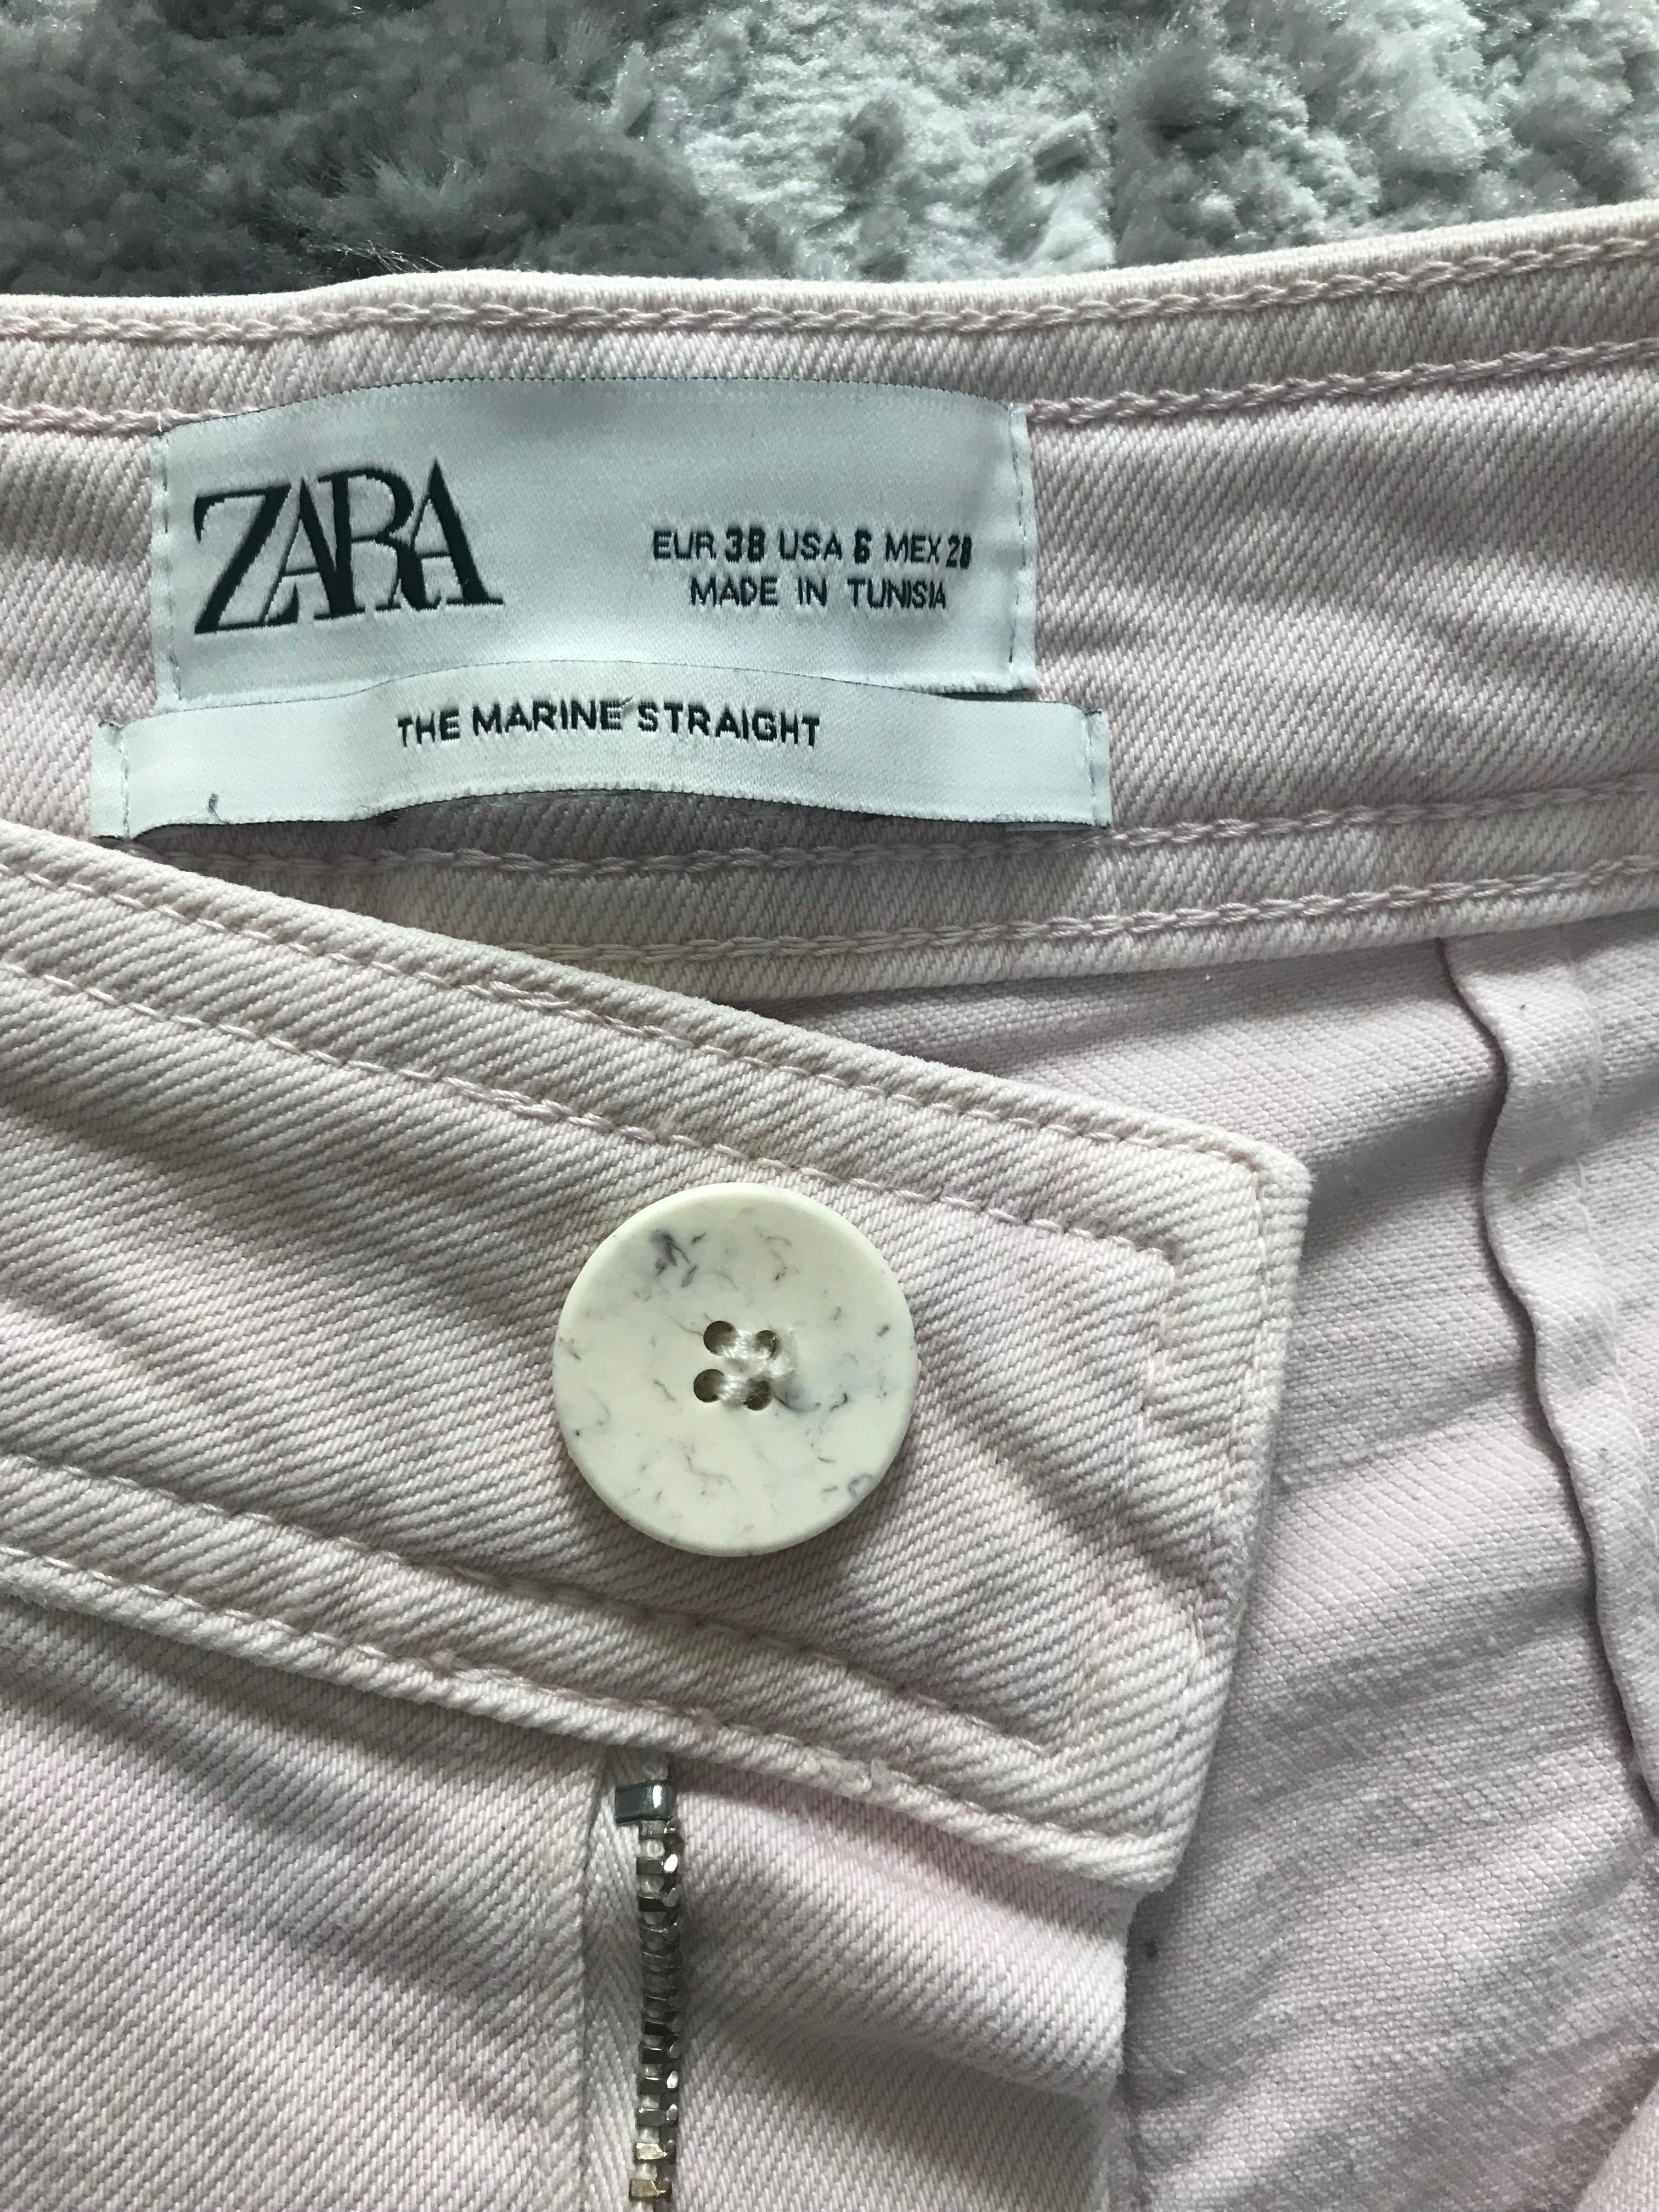 ZARA
EUR 38 USA 6 MEX 28
MADE IN TUNISIA
THE MARINE STRAIGHT